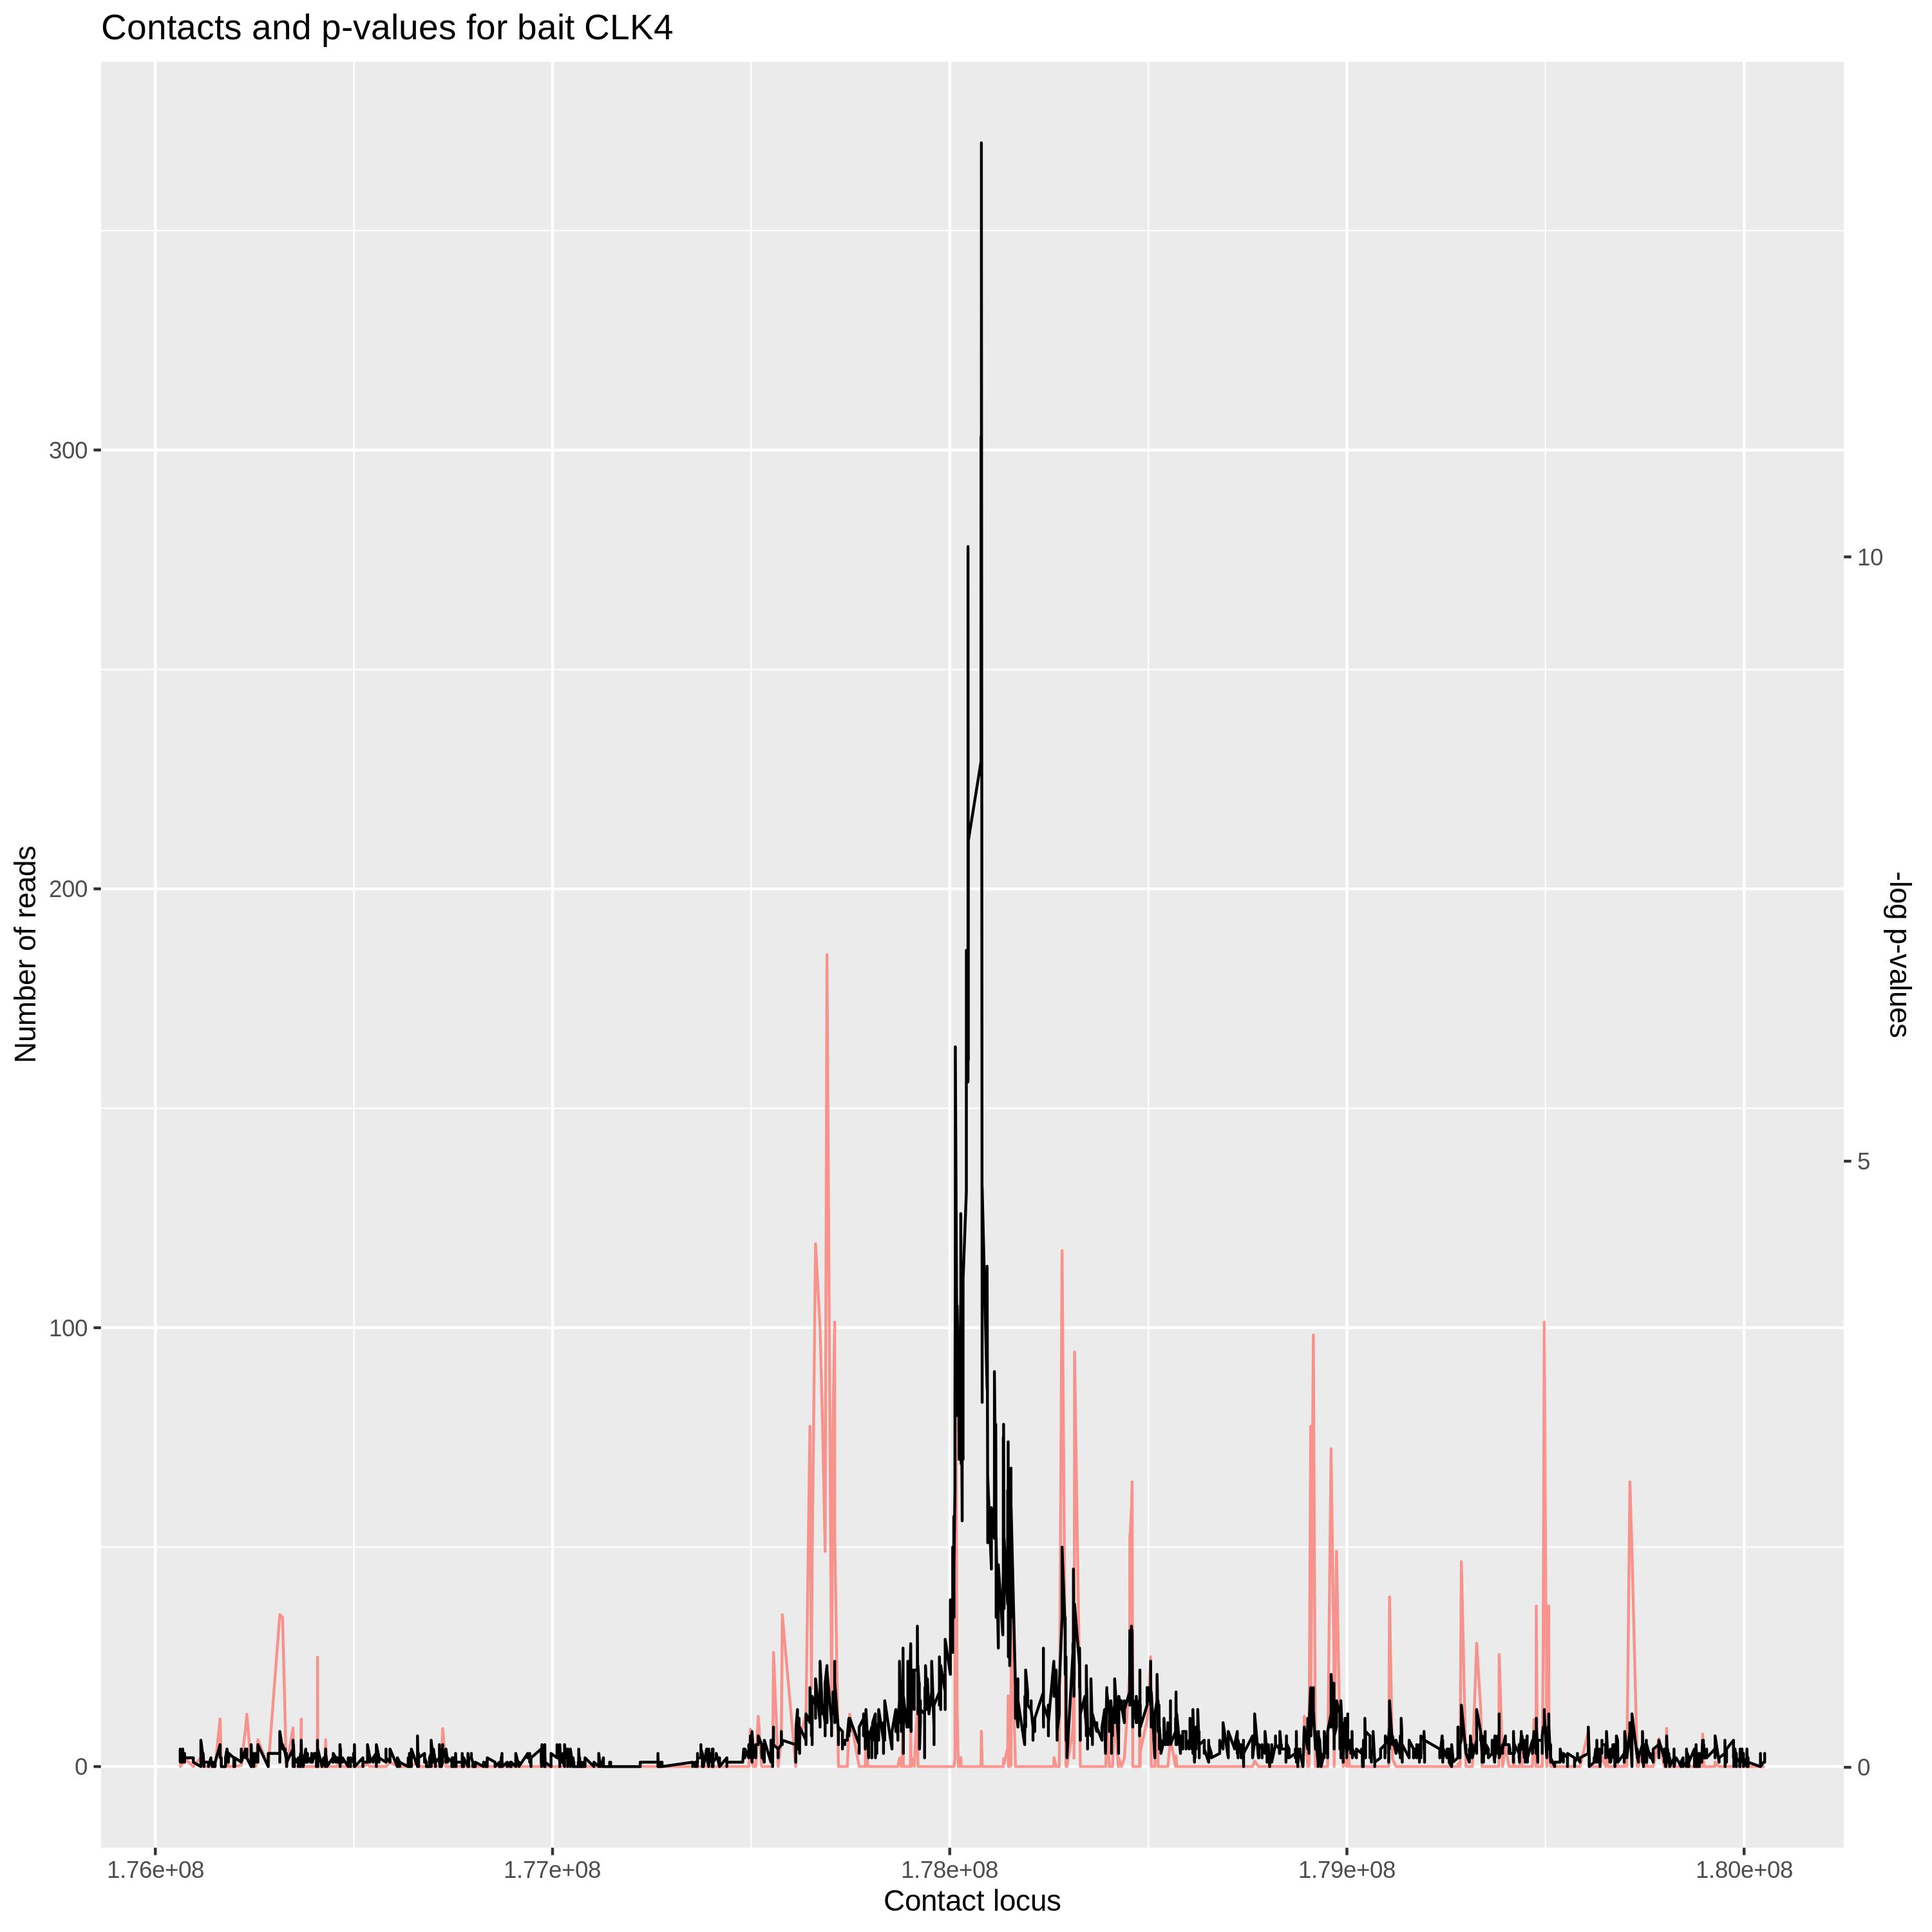 Contacts and p-values for bait CLK4
300
200
100
0
Number of reads
10
5
0
-log p-values
1.76e+08
1.77e+08
1.78e+08
1.79e+08
1.80e+08
Contact locus